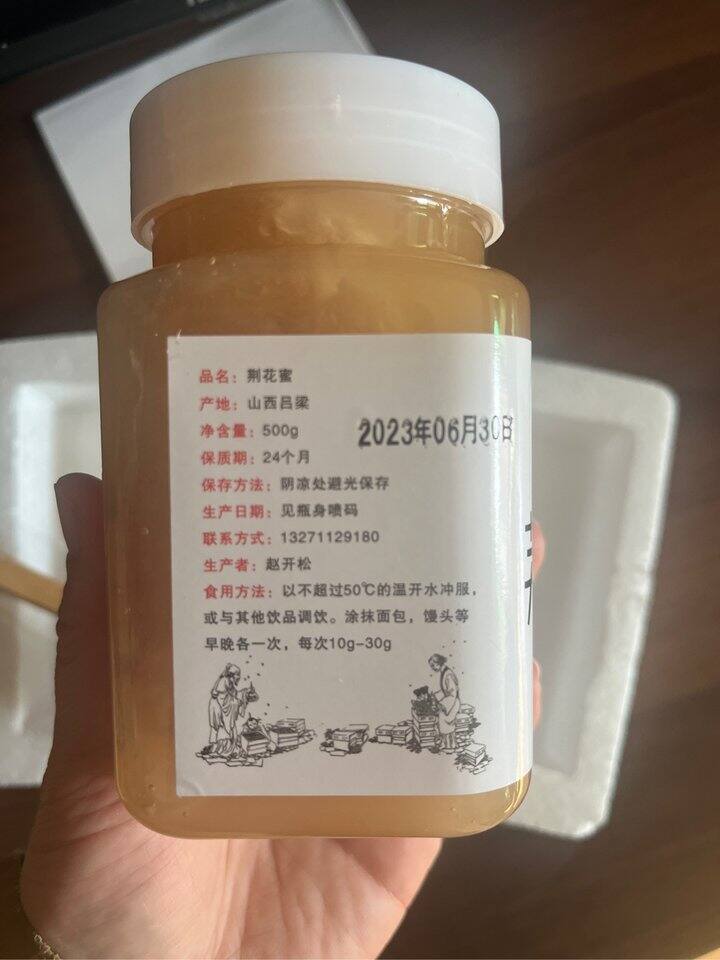 品名：荆花蜜
产地：山西吕梁
净含量：500g
2023年06月30日
保质期：24个月
保存方法：阴凉处避光保存
生产日期：见瓶身喷码
联系方式：13271129180
生产者：赵开松
食用方法：以不超过50℃的温开水冲服，
或与其他饮品调饮。涂抹面包，馒头等
早晚各一次，每次10g-30g